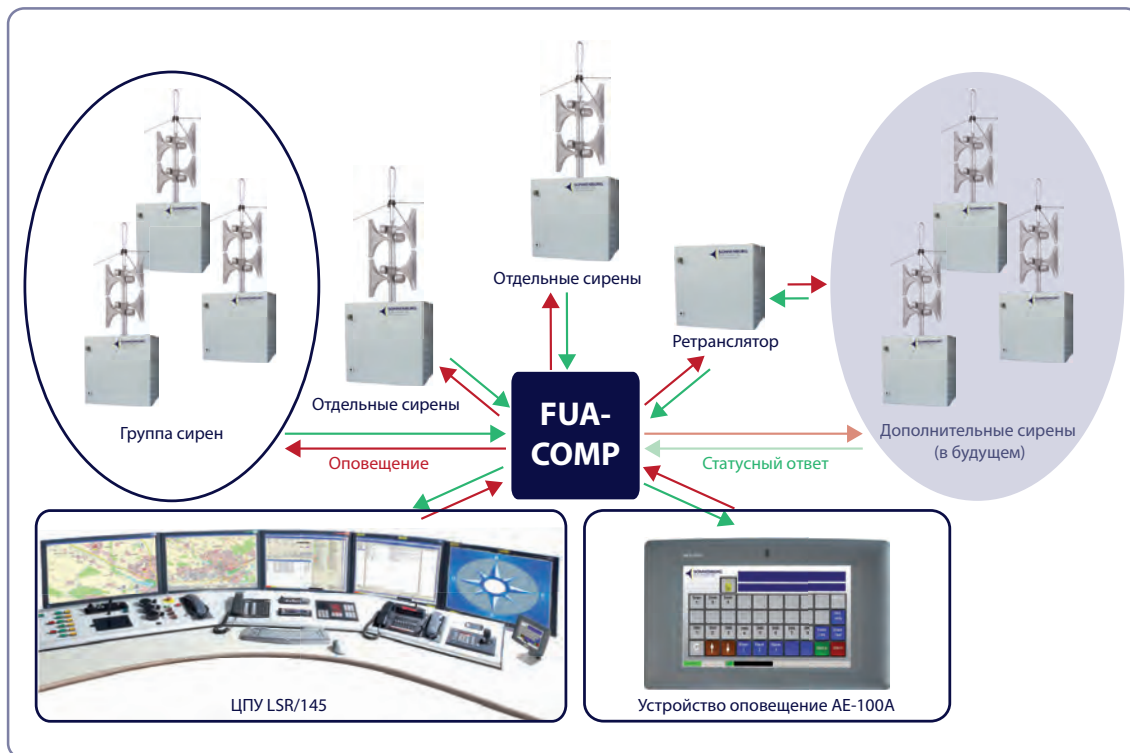 Отдельные сирены
Ретранслятор
Отдельные сирены
Группа сирен
FUA-
COMP
Дополнительные сирены
(в будущем)
Оповещение
Статусный ответ
ЦПУ LSR/145
Устройство оповещение AE-100A